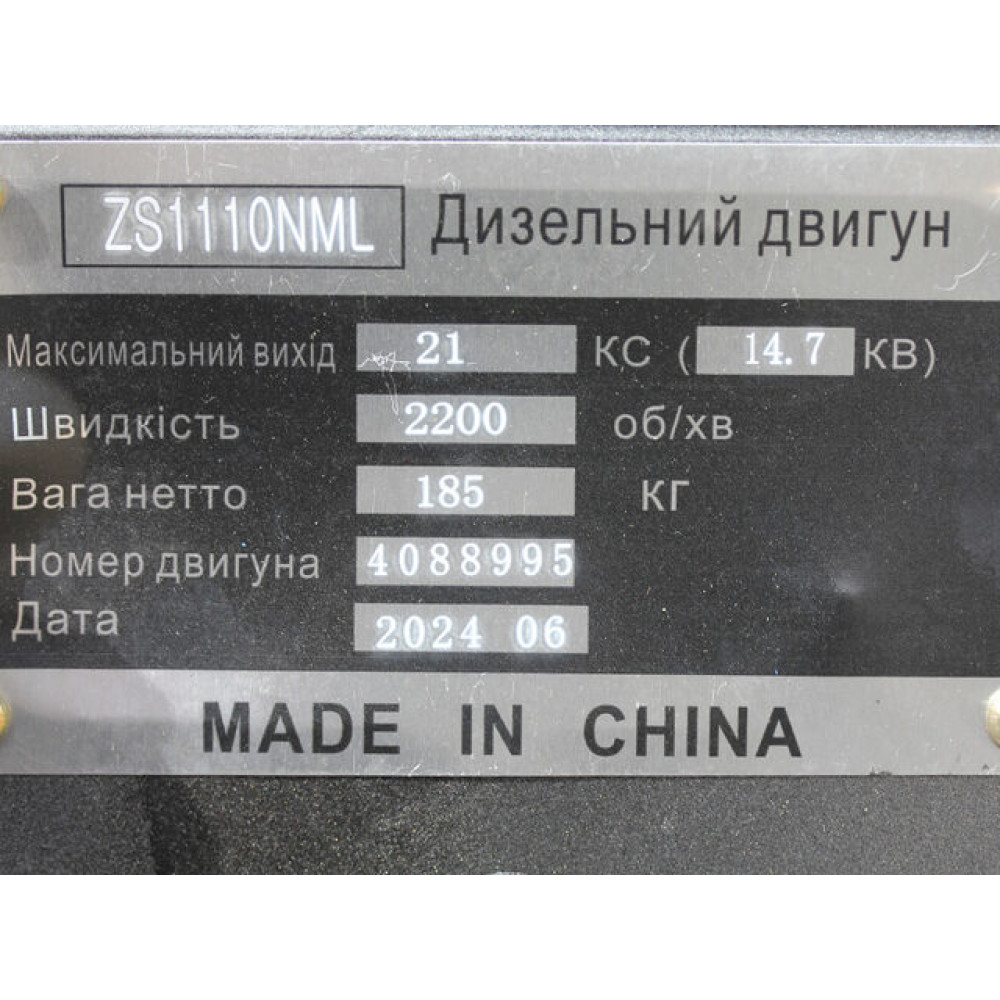 ZS1110NML Дизельний двигун
Максимальний вихід 21 КС ( 14.7 КВ)
Швидкість 2200 об/хв
Вага нетто 185 КГ
Номер двигуна 4088995
Дата 2024 06
MADE IN CHINA